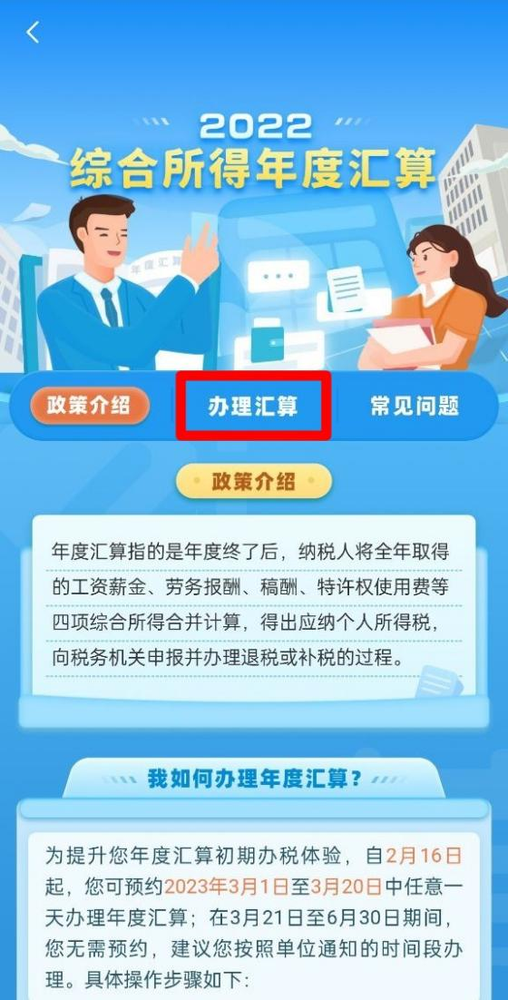 2022
综合所得年度汇算
年度汇算
政策介绍
办理汇算
常见问题
政策介绍
年度汇算指的是年度终了后，纳税人将全年取得
的工资薪金、劳务报酬、稿酬、特许权使用费等
四项综合所得合并计算，得出应纳个人所得税，
向税务机关申报并办理退税或补税的过程。
我如何办理年度汇算？
为提升您年度汇算初期办税体验，自2月16日
起，您可预约2023年3月1日至3月20日中任意一
天办理年度汇算；在3月21日至6月30日期间，
您无需预约，建议您按照单位通知的时间段办
理。具体操作步骤如下：